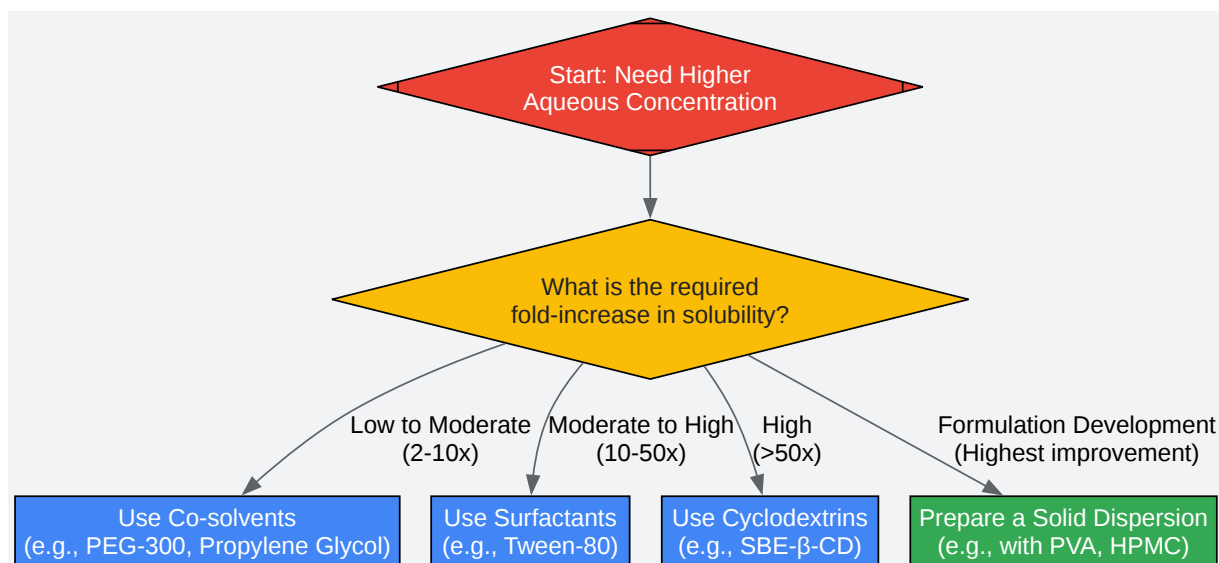 Start: Need Higher
Aqueous Concentration
What is the required
fold-increase in solubility?
Low to Moderate
(2-10x)
Moderate to High
(10-50x)
High
(>50x)
Formulation Development
(Highest improvement)
Use Co-solvents
(e.g., PEG-300, Propylene Glycol)
Use Surfactants
(e.g., Tween-80)
Use Cyclodextrins
(e.g., SBE-β-CD)
Prepare a Solid Dispersion
(e.g., with PVA, HPMC)